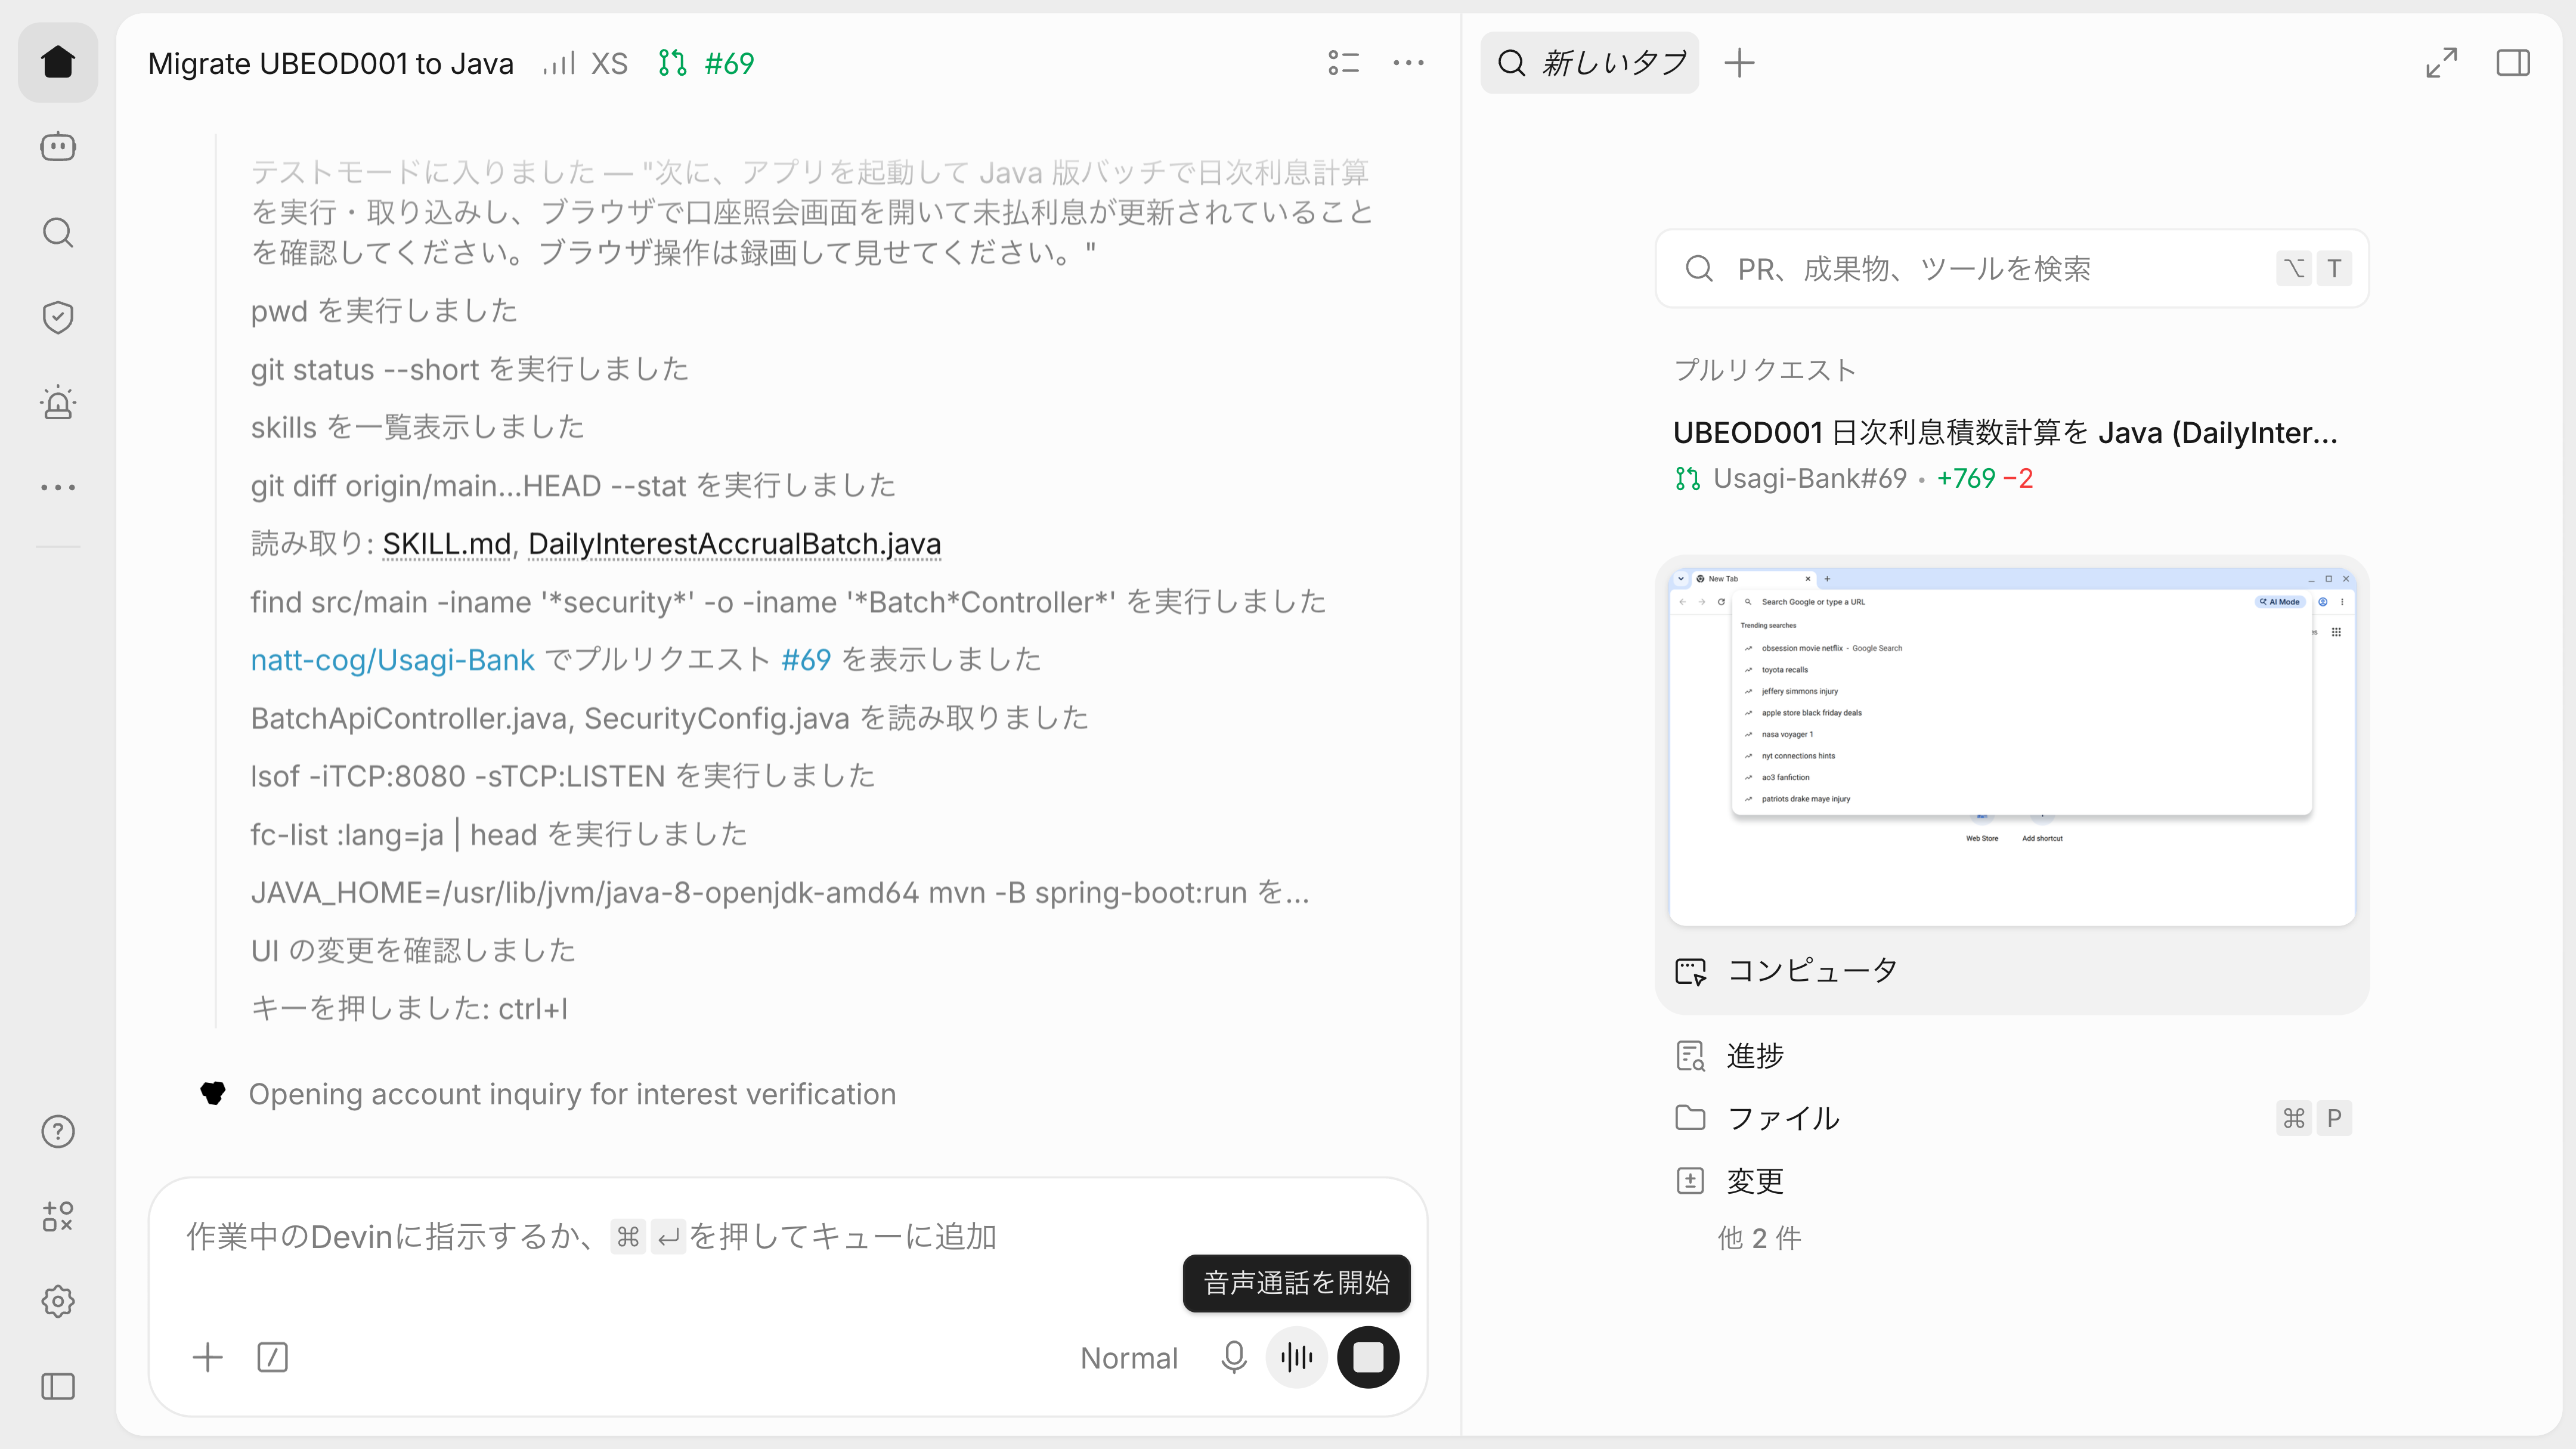 Migrate UBEOD001 to Java XS #69
テストモードに入りました — "次に、アプリを起動して Java 版バッチで日次利息計算
を実行・取り込みし、ブラウザで口座照会画面を開いて未払利息が更新されていること
を確認してください。ブラウザ操作は録画して見せてください。"
pwd を実行しました
git status --short を実行しました
skills を一覧表示しました
git diff origin/main...HEAD --stat を実行しました
読み取り: SKILL.md, DailyInterestAccrualBatch.java
find src/main -iname '*security*' -o -iname '*Batch*Controller*' を実行しました
natt-cog/Usagi-Bank でプルリクエスト #69 を表示しました
BatchApiController.java, SecurityConfig.java を読み取りました
lsof -iTCP:8080 -sTCP:LISTEN を実行しました
fc-list :lang=ja | head を実行しました
JAVA_HOME=/usr/lib/jvm/java-8-openjdk-amd64 mvn -B spring-boot:run を...
UI の変更を確認しました
キーを押しました: ctrl+l
Opening account inquiry for interest verification
作業中のDevinに指示するか、⌘ ↵ を押してキューに追加
音声通話を開始
Normal
新しいタブ
PR、成果物、ツールを検索 ⌥ T
プルリクエスト
UBEOD001 日次利息積数計算を Java (DailyInter...
Usagi-Bank#69 • +769 −2
New Tab
Search Google or type a URL AI Mode
Trending searches
obsession movie netflix - Google Search
toyota recalls
jeffery simmons injury
apple store black friday deals
nasa voyager 1
nyt connections hints
ao3 fanfiction
patriots drake maye injury
Web Store Add shortcut
コンピュータ
進捗
ファイル ⌘ P
変更
他 2 件